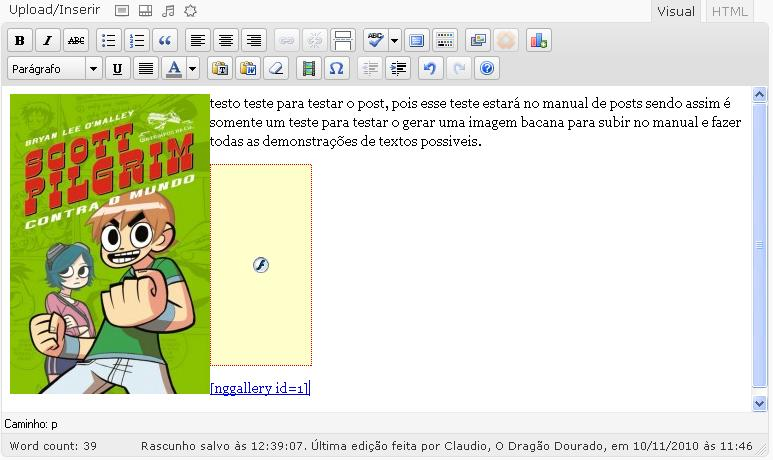 Upload/Inserir
Visual
HTML
B I ABC
ABC
Parágrafo
U A T W Ω
BRYAN LEE O'MALLEY
SCOTT
PILGRIM
CONTRA O MUNDO
testo teste para testar o post, pois esse teste estará no manual de posts sendo assim é
somente um teste para testar o gerar uma imagem bacana para subir no manual e fazer
todas as demonstrações de textos possiveis.
[nggallery id=1]
Caminho: p
Word count: 39
Rascunho salvo às 12:39:07. Última edição feita por Claudio, O Dragão Dourado, em 10/11/2010 às 11:46